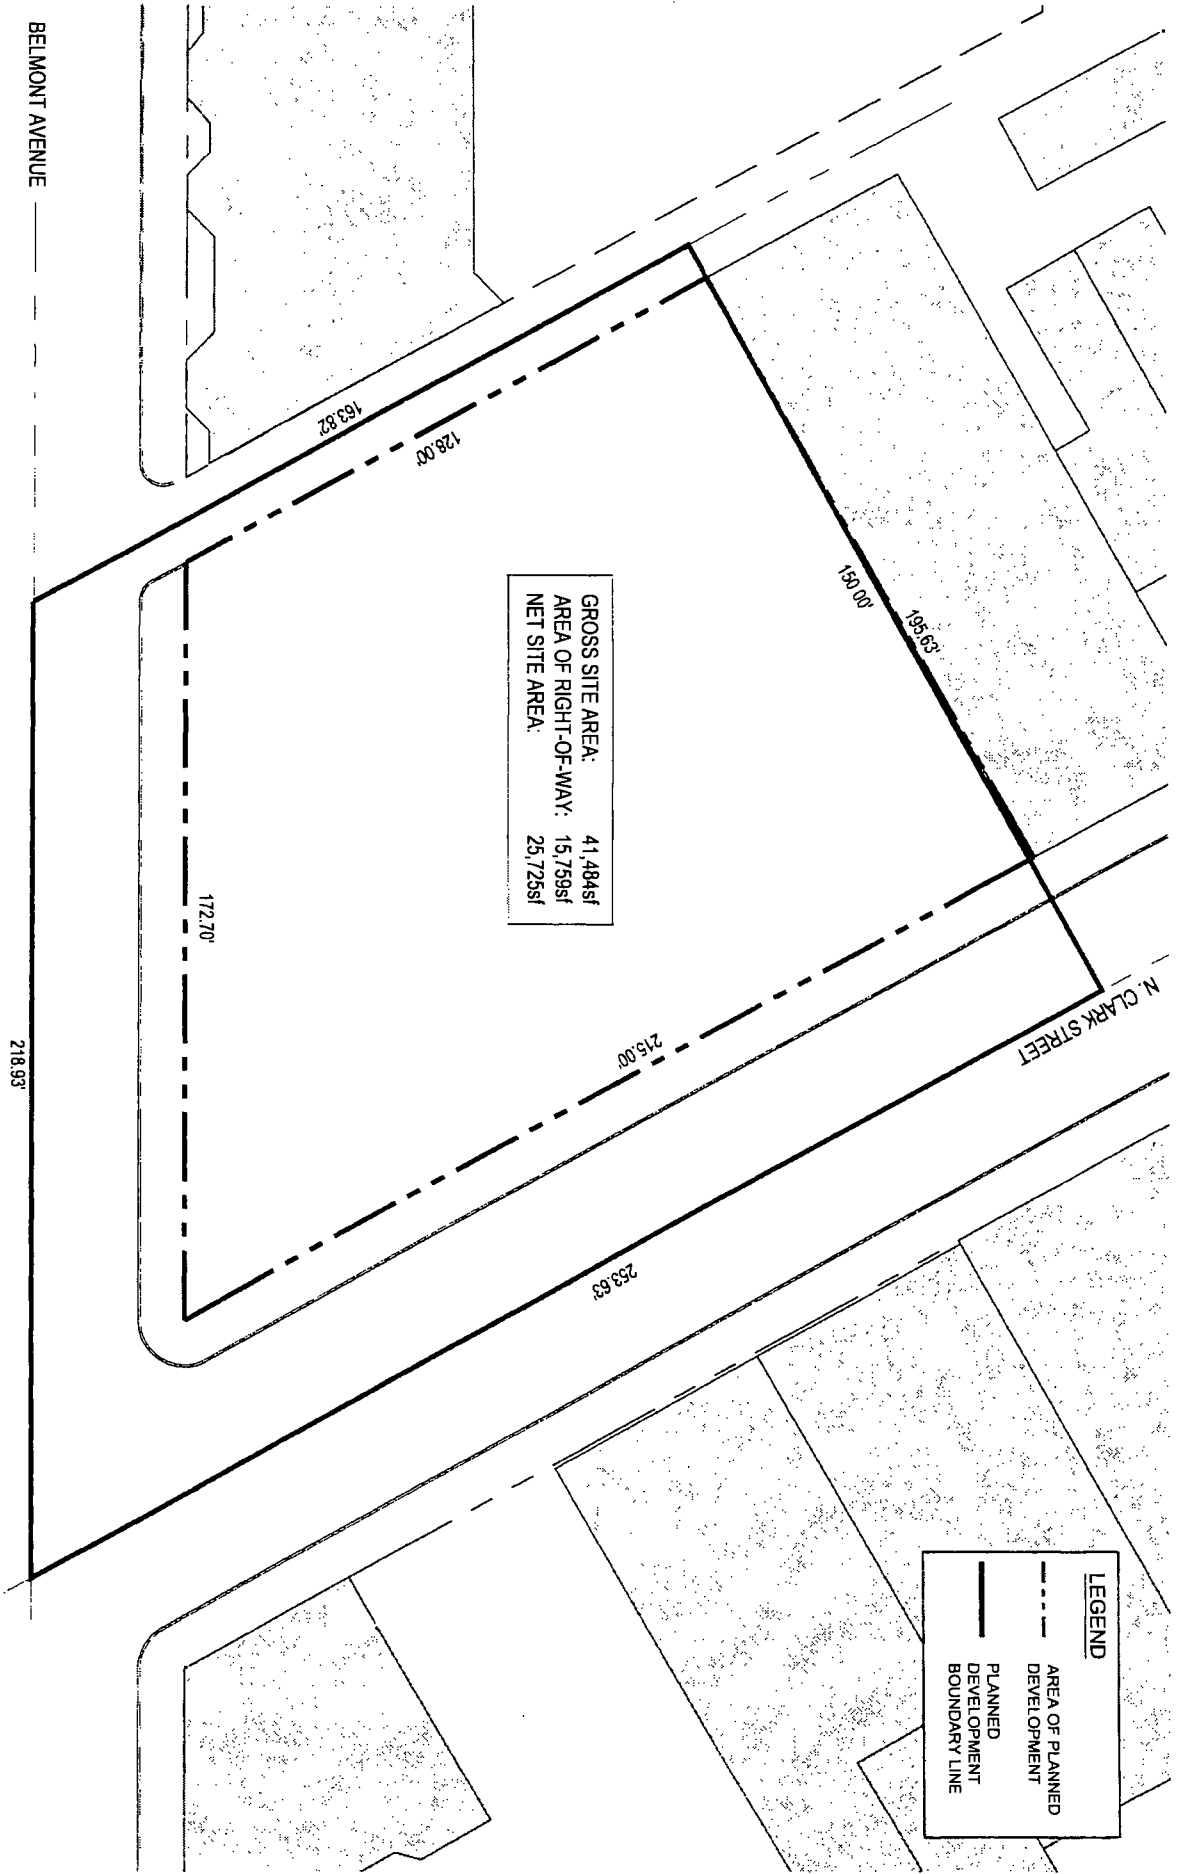 BELMONT AVENUE
163.82'
128.00'
150.00'
195.63'
GROSS SITE AREA: 41,484sf
AREA OF RIGHT-OF-WAY: 15,759sf
NET SITE AREA: 25,725sf
172.70'
215.00'
218.93'
253.63'
N. CLARK STREET
LEGEND
AREA OF PLANNED
DEVELOPMENT
PLANNED
DEVELOPMENT
BOUNDARY LINE